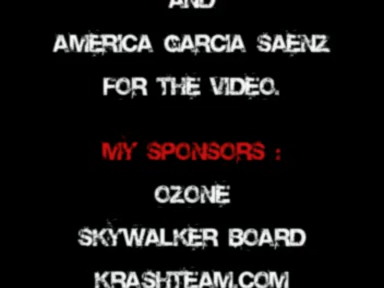 AND
AMERICA GARCIA SAENZ
FOR THE VIDEO.
MY SPONSORS :
OZONE
SKYWALKER BOARD
KRASHTEAM.COM